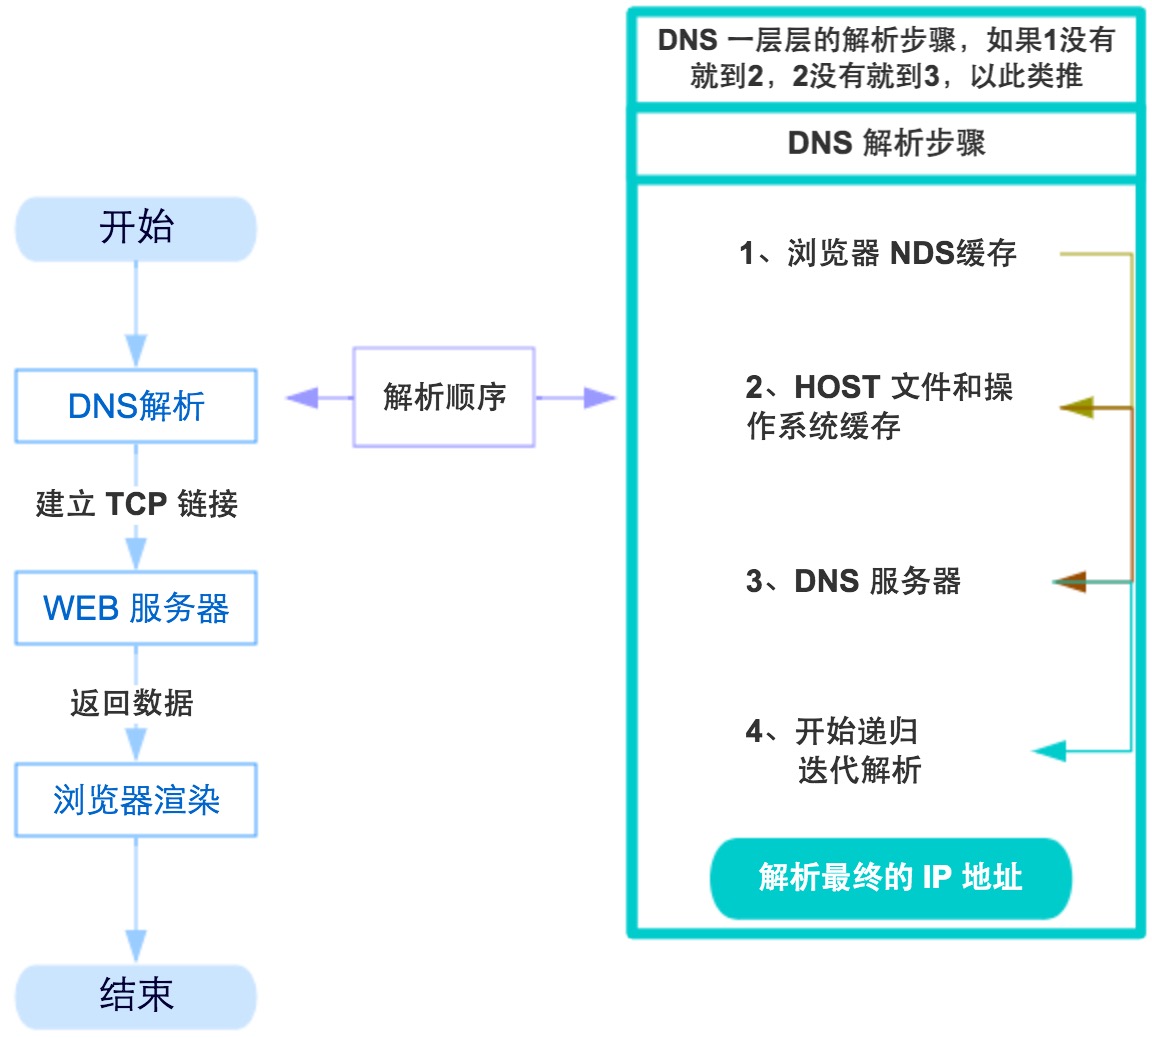 开始
DNS解析
建立 TCP 链接
WEB 服务器
返回数据
浏览器渲染
结束
解析顺序
DNS 一层层的解析步骤，如果1没有
就到2，2没有就到3，以此类推
DNS 解析步骤
1、浏览器 NDS缓存
2、HOST 文件和操
作系统缓存
3、DNS 服务器
4、开始递归
迭代解析
解析最终的 IP 地址